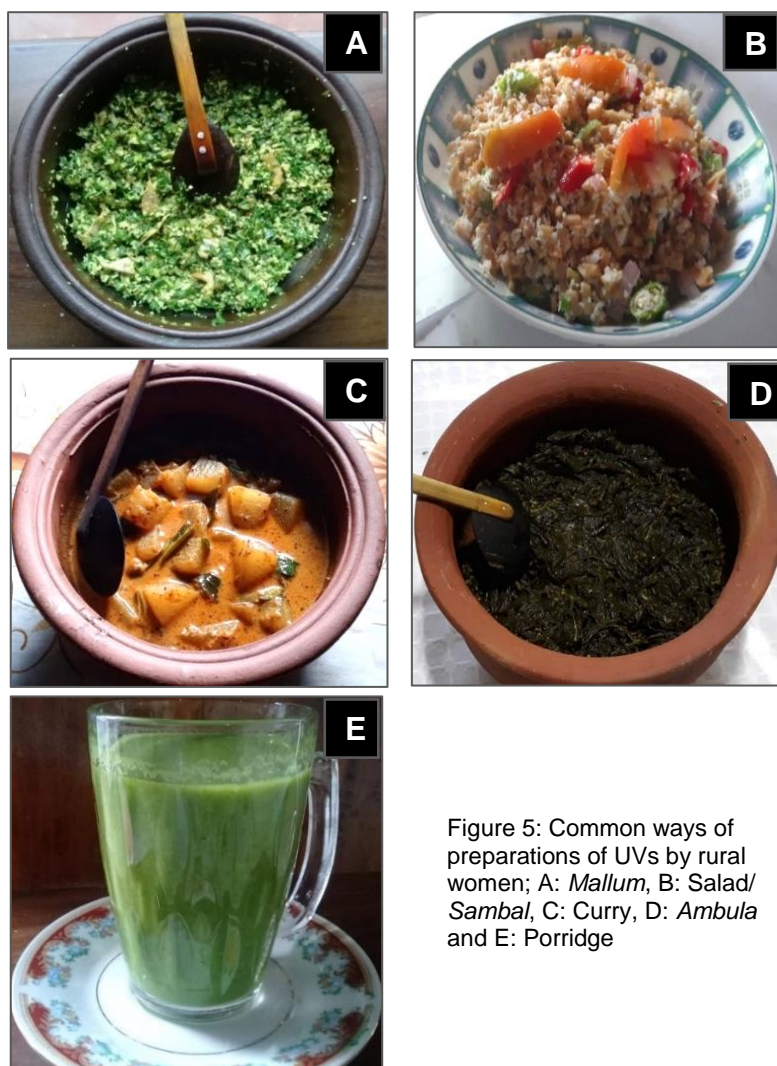 A
B
C
D
E
Figure 5: Common ways of
preparations of UVs by rural
women; A: Mallum, B: Salad/
Sambal, C: Curry, D: Ambula
and E: Porridge